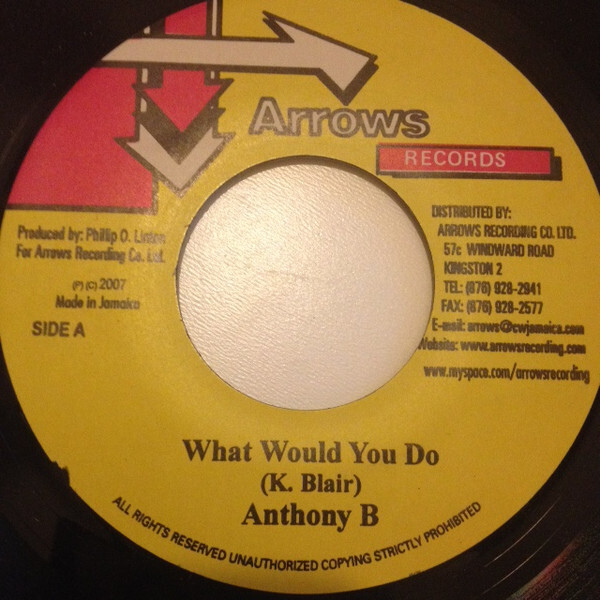 Arrows
RECORDS
Produced by: Phillip O. Linton
For Arrows Recording Co. Ltd.
(P) (C) 2007
Made in Jamaica
SIDE A
DISTRIBUTED BY:
ARROWS RECORDING CO. LTD.
57c WINDWARD ROAD
KINGSTON 2
TEL: (876) 928-2941
FAX: (876) 928-2577
E-mail: arrows@cwjamaica.com
Website: www.arrowsrecording.com
www.myspace.com/arrowsrecording
What Would You Do
(K. Blair)
Anthony B
ALL RIGHTS RESERVED UNAUTHORIZED COPYING STRICTLY PROHIBITED